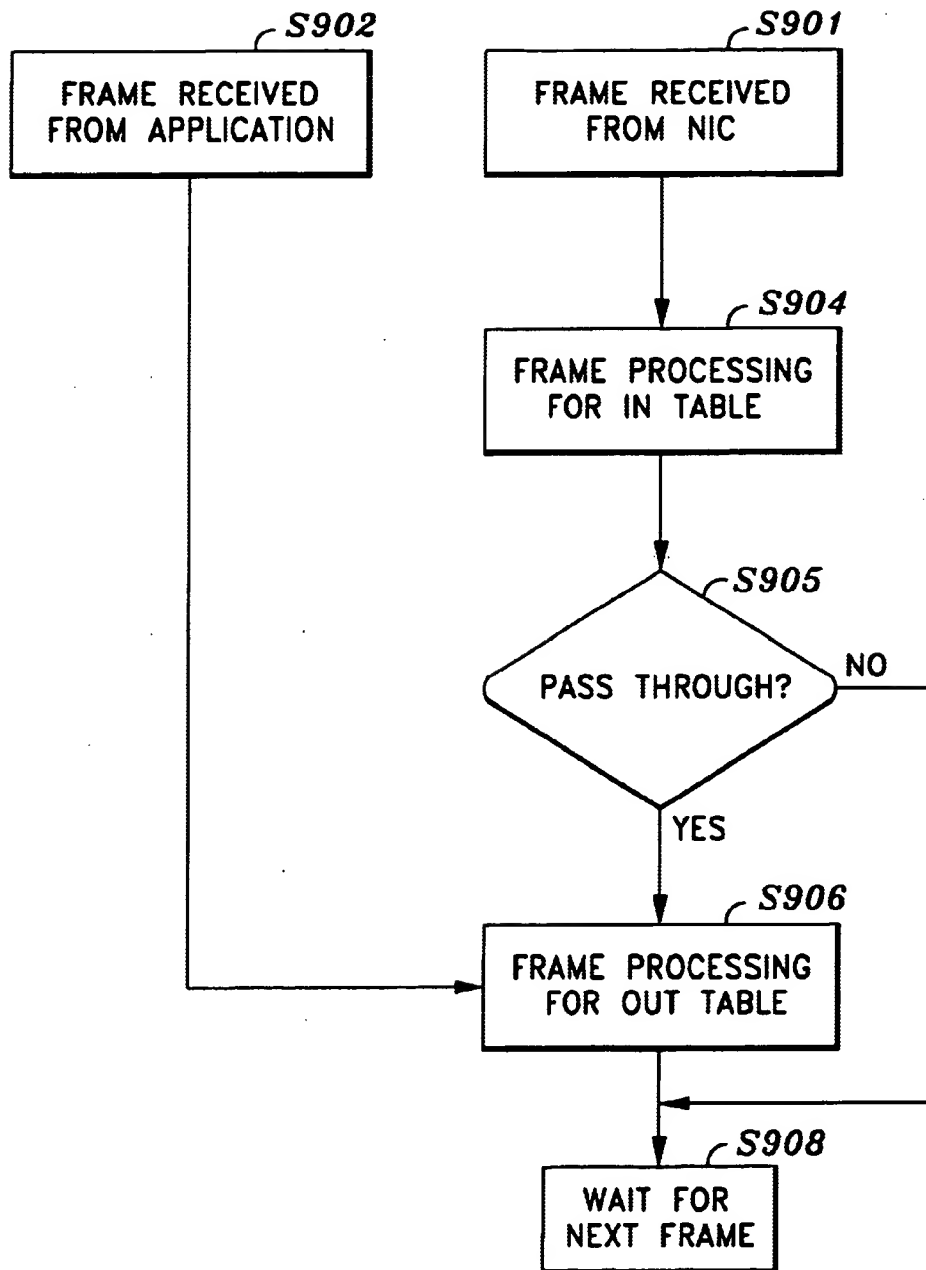 S902
FRAME RECEIVED
FROM APPLICATION
S901
FRAME RECEIVED
FROM NIC
S904
FRAME PROCESSING
FOR IN TABLE
S905
PASS THROUGH?
NO
YES
S906
FRAME PROCESSING
FOR OUT TABLE
S908
WAIT FOR
NEXT FRAME